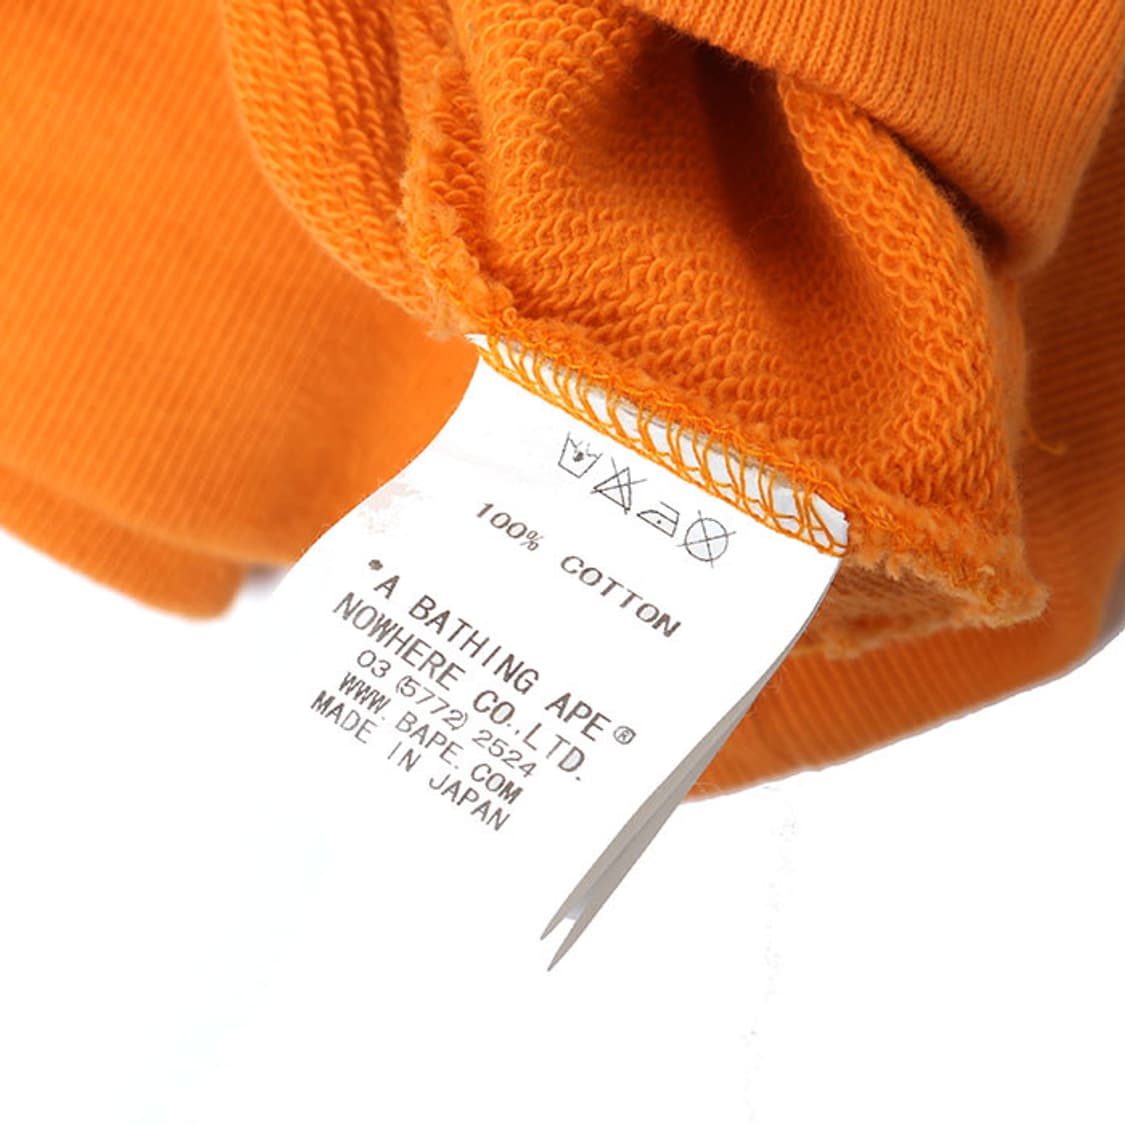 100% COTTON
*A BATHING APE®
NOWHERE CO.,LTD.
03 (5772) 2524
WWW. BAPE. COM
MADE IN JAPAN